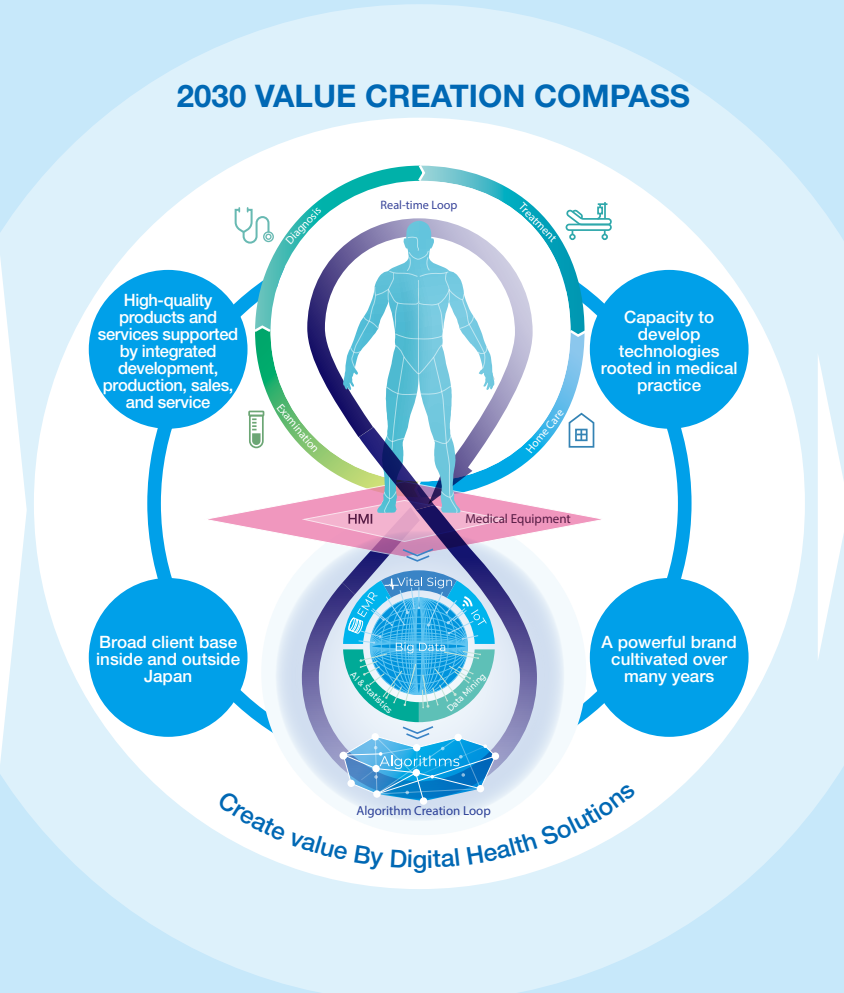 2030 VALUE CREATION COMPASS
Real-time Loop
Diagnosis
Treatment
High-quality
products and
services supported
by integrated
development,
production, sales,
and service
Capacity to
develop
technologies
rooted in medical
practice
Examination
Home Care
HMI
Medical Equipment
Vital Sign
EMR
IoT
Big Data
AI & Statistics
Data Mining
Broad client base
inside and outside
Japan
A powerful brand
cultivated over
many years
Algorithms
Algorithm Creation Loop
Create value By Digital Health Solutions